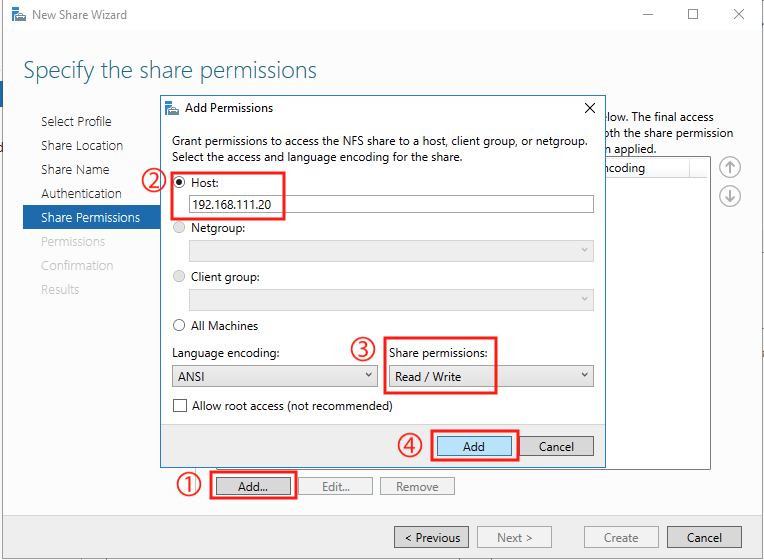 New Share Wizard
Specify the share permissions
Select Profile
Share Location
Share Name
Authentication
Share Permissions
Permissions
Confirmation
Results
elow. The final access
oth the share permission
n applied.
ncoding
Add Permissions
Grant permissions to access the NFS share to a host, client group, or netgroup.
Select the access and language encoding for the share.
② Host:
192.168.111.20
Netgroup:
Client group:
All Machines
Language encoding:
ANSI
③ Share permissions:
Read / Write
Allow root access (not recommended)
④ Add
Cancel
① Add...
Edit...
Remove
< Previous
Next >
Create
Cancel